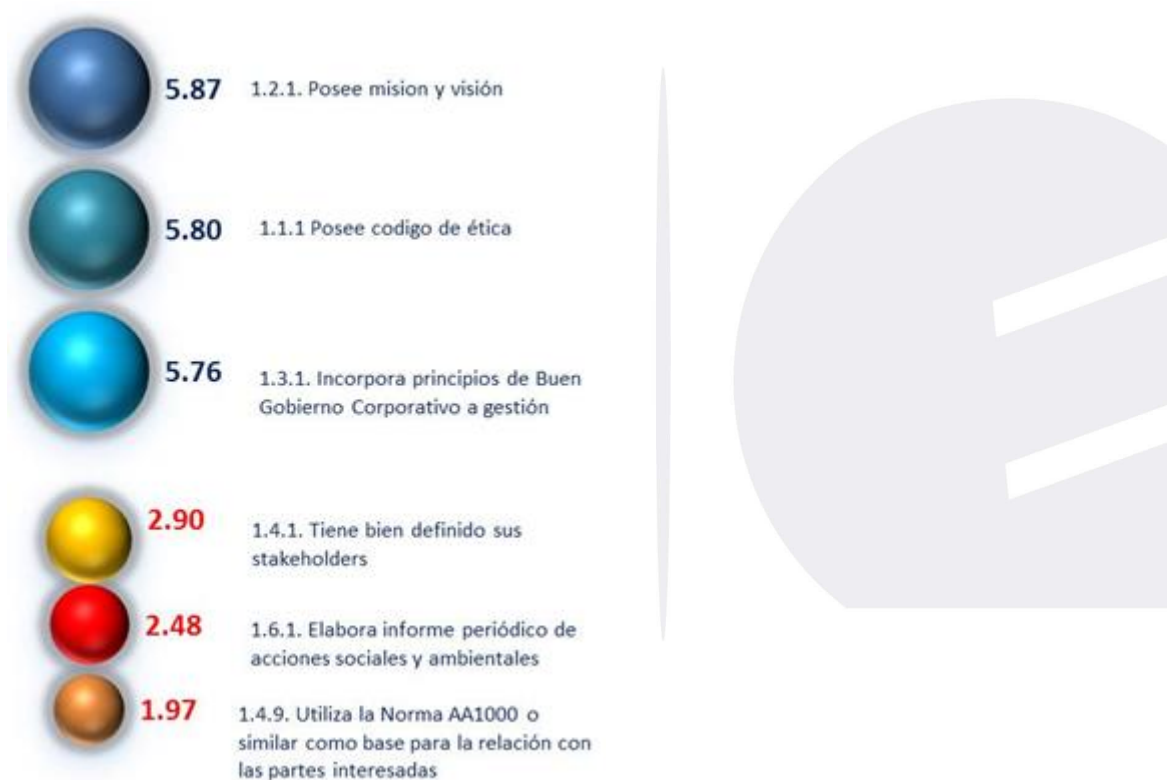 5.87 1.2.1. Posee mision y visión
5.80 1.1.1 Posee codigo de ética
5.76 1.3.1. Incorpora principios de Buen
Gobierno Corporativo a gestión
2.90 1.4.1. Tiene bien definido sus
stakeholders
2.48 1.6.1. Elabora informe periódico de
acciones sociales y ambientales
1.97 1.4.9. Utiliza la Norma AA1000 o
similar como base para la relación con
las partes interesadas